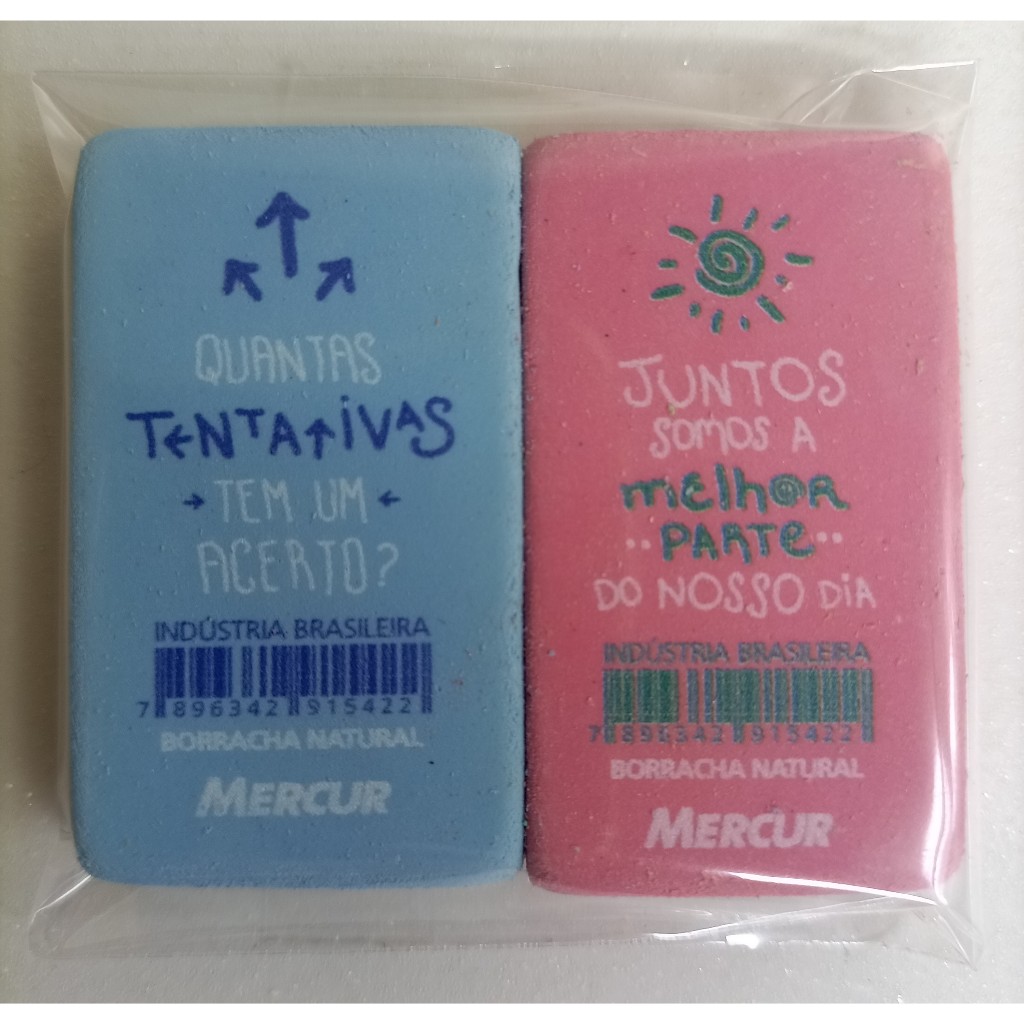 QUANTAS
TENTATIVAS
TEM UM
ACERTO?
INDÚSTRIA BRASILEIRA
7 896342 915422
BORRACHA NATURAL
MERCUR
JUNTOS
SOMOS A
melhoR
PARTe
DO NOSSO DiA
INDÚSTRIA BRASILEIRA
7 896342 915422
BORRACHA NATURAL
MERCUR